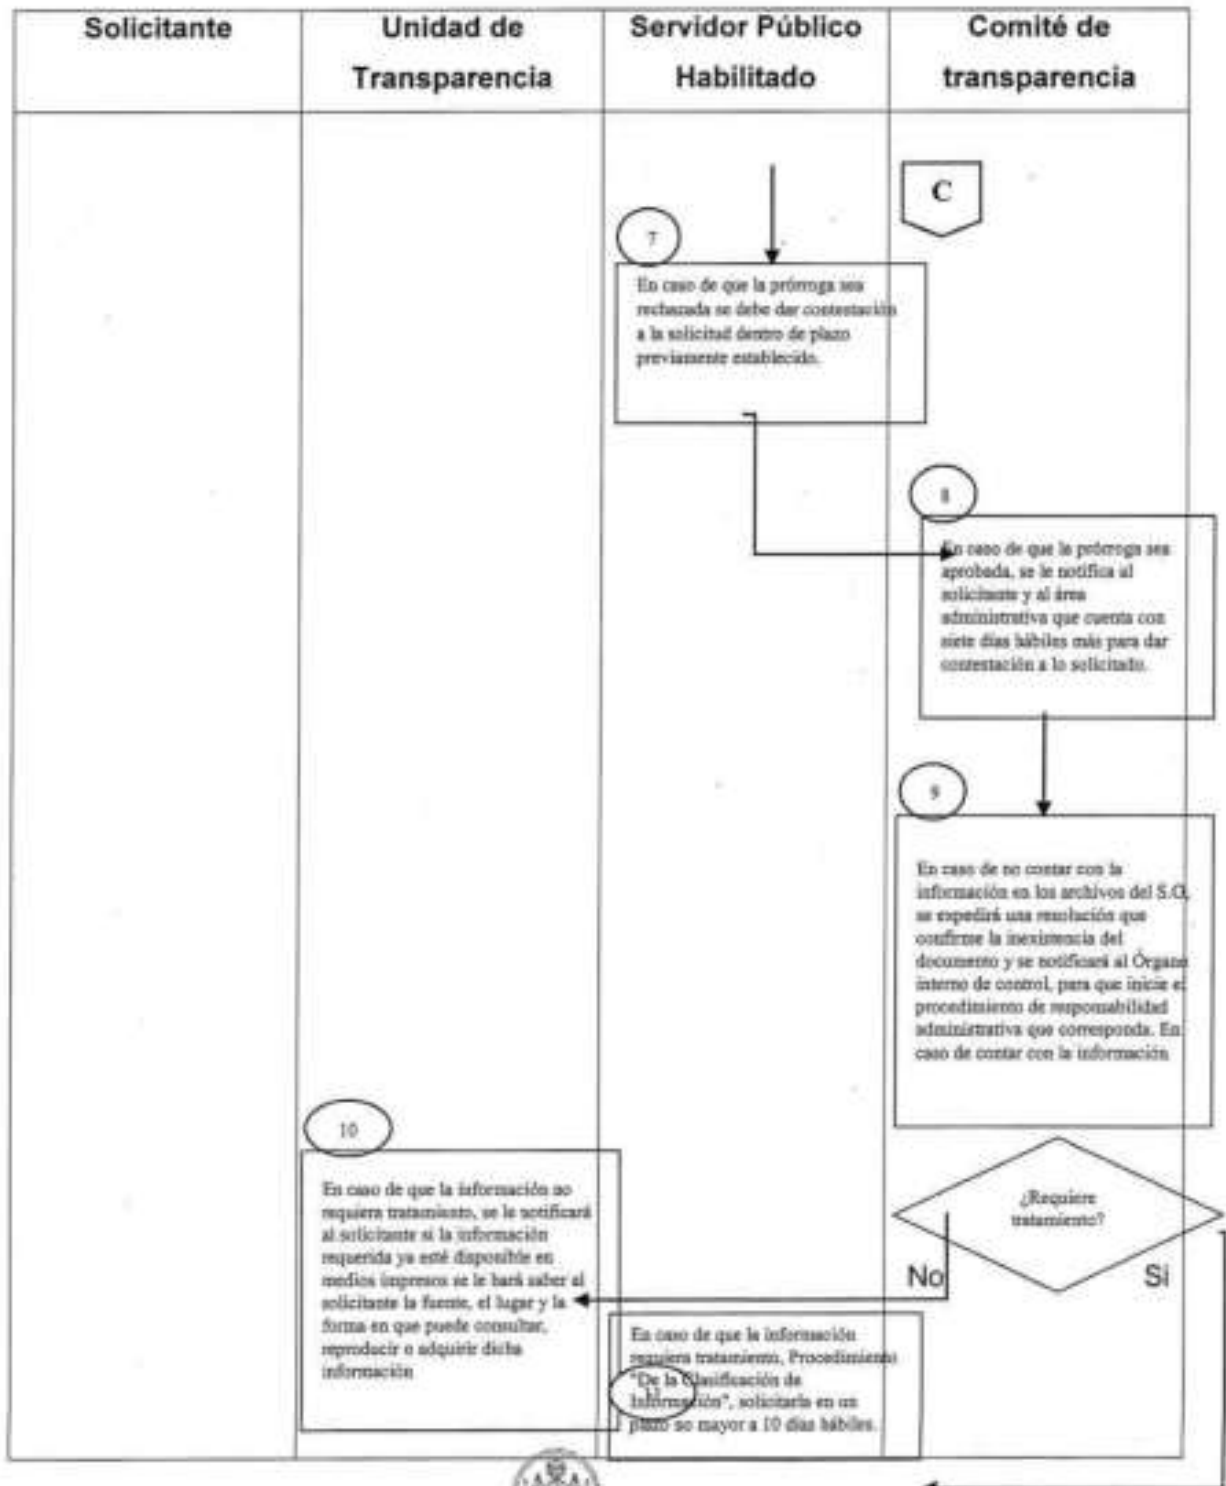 Solicitante
Unidad de
Transparencia
Servidor Público
Habilitado
Comité de
transparencia
C
7
En caso de que la prórroga sea
rechazada se debe dar contestación
a la solicitud dentro de plazo
previamente establecido.
8
En caso de que la prórroga sea
aprobada, se le notifica al
solicitante y al área
administrativa que cuenta con
siete días hábiles más para dar
contestación a lo solicitado.
9
En caso de no contar con la
información en los archivos del S.O,
se expedirá una resolución que
confirme la inexistencia del
documento y se notificará al Órgano
interno de control, para que inicie el
procedimiento de responsabilidad
administrativa que corresponda. En
caso de contar con la información
¿Requiere
tratamiento?
No
Si
10
En caso de que la información no
requiera tratamiento, se le notificará
al solicitante si la información
requerida ya esté disponible en
medios impresos se le hará saber al
solicitante la fuente, el lugar y la
forma en que puede consultar,
reproducir o adquirir dicha
información
11
En caso de que la información
requiera tratamiento, Procedimiento
"De la Clasificación de
Información", solicitarla en un
plazo no mayor a 10 días hábiles.